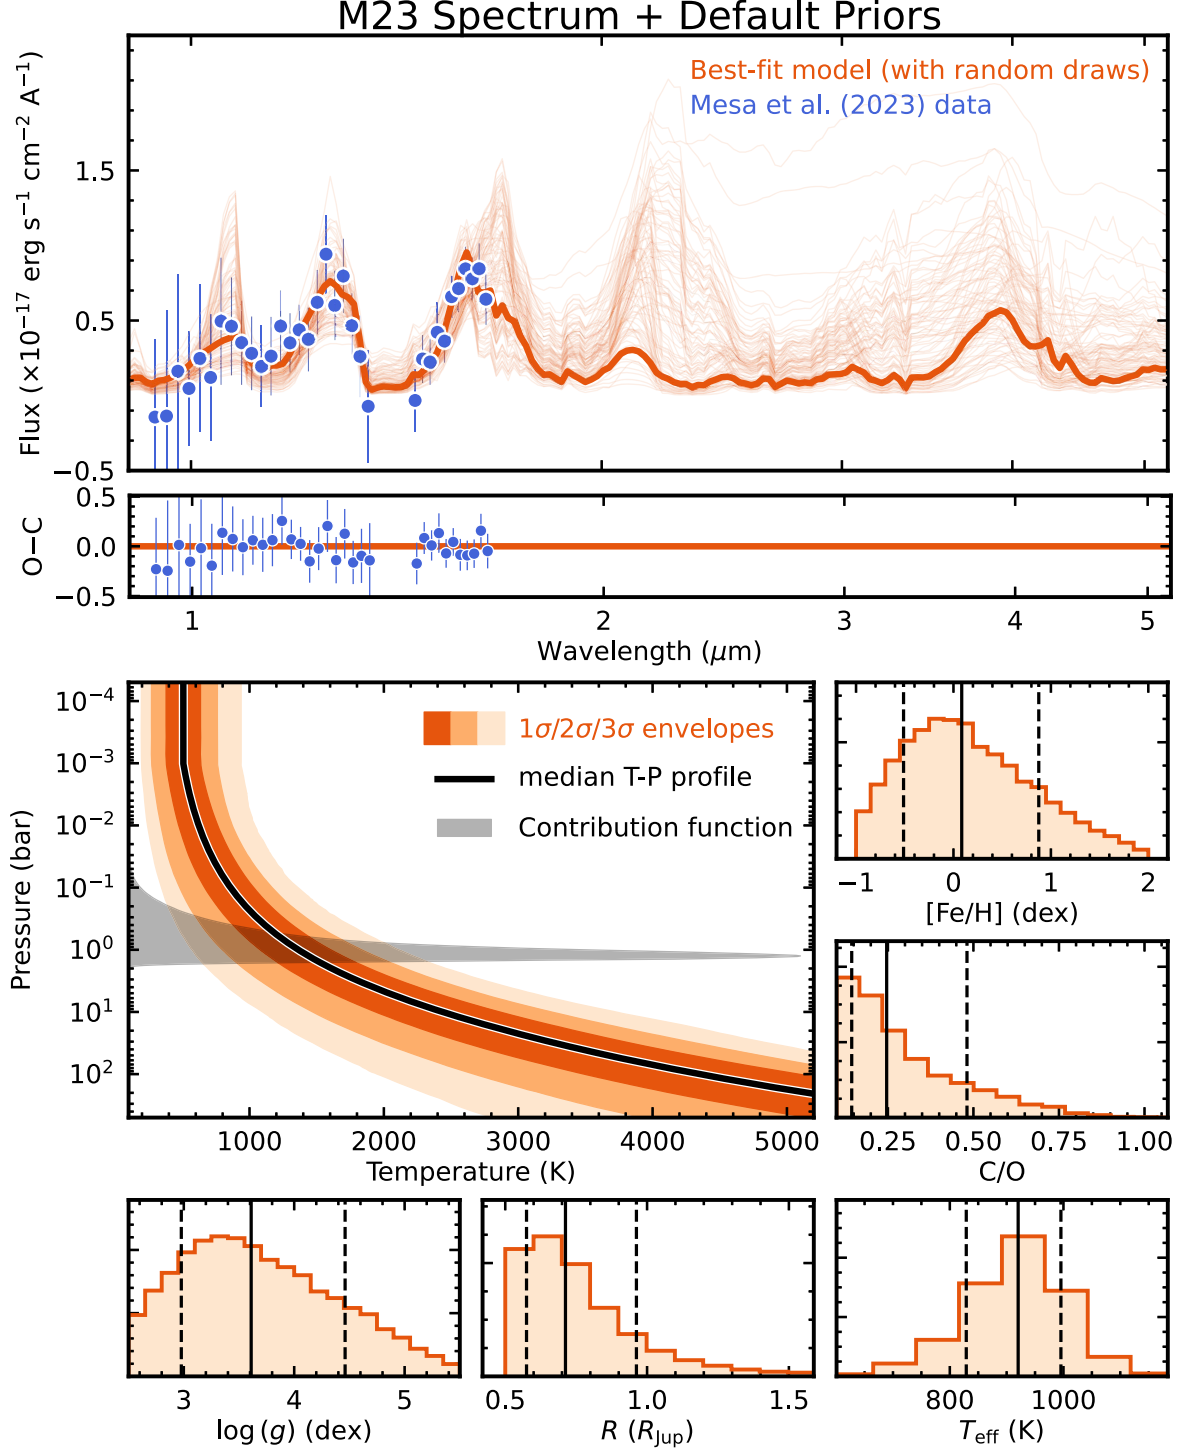 M23 Spectrum + Default Priors
Best-fit model (with random draws)
Mesa et al. (2023) data
Flux (×10⁻¹⁷ erg s⁻¹ cm⁻² A⁻¹)
1.5
0.5
−0.5
O−C
0.5
0.0
−0.5
1 2 3 4 5
Wavelength (μm)
1σ/2σ/3σ envelopes
median T-P profile
Contribution function
Pressure (bar)
10⁻⁴
10⁻³
10⁻²
10⁻¹
10⁰
10¹
10²
1000 2000 3000 4000 5000
Temperature (K)
−1 0 1 2
[Fe/H] (dex)
0.25 0.50 0.75 1.00
C/O
3 4 5
log (g) (dex)
0.5 1.0 1.5
R (R_Jup)
800 1000
T_eff (K)